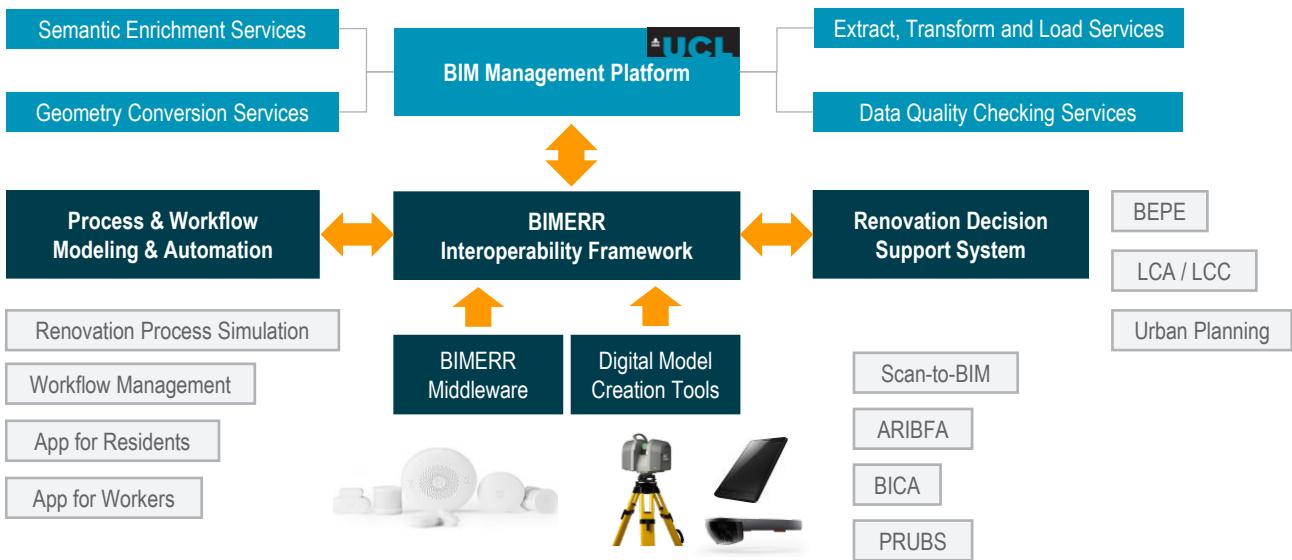 Semantic Enrichment Services
UCL
BIM Management Platform
Extract, Transform and Load Services
Geometry Conversion Services
Data Quality Checking Services
Process & Workflow
Modeling & Automation
BIMERR
Interoperability Framework
Renovation Decision
Support System
BEPE
LCA / LCC
Urban Planning
Renovation Process Simulation
Workflow Management
App for Residents
App for Workers
BIMERR
Middleware
Digital Model
Creation Tools
Scan-to-BIM
ARIBFA
BICA
PRUBS